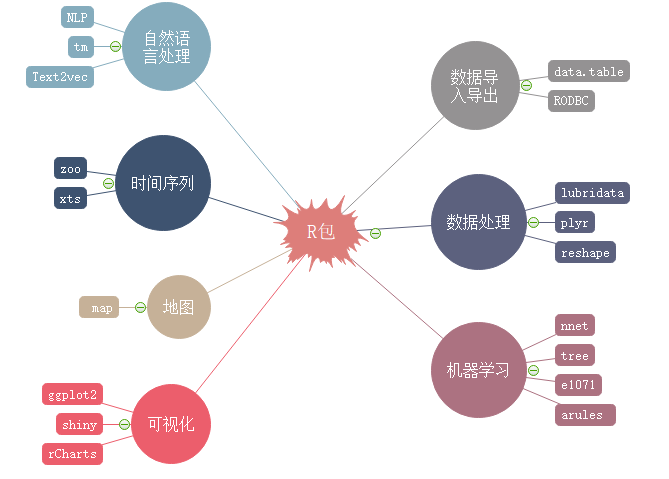 R包
自然语
言处理
NLP
tm
Text2vec
时间序列
zoo
xts
地图
map
可视化
ggplot2
shiny
rCharts
数据导
入导出
data.table
RODBC
数据处理
lubridata
plyr
reshape
机器学习
nnet
tree
e1071
arules